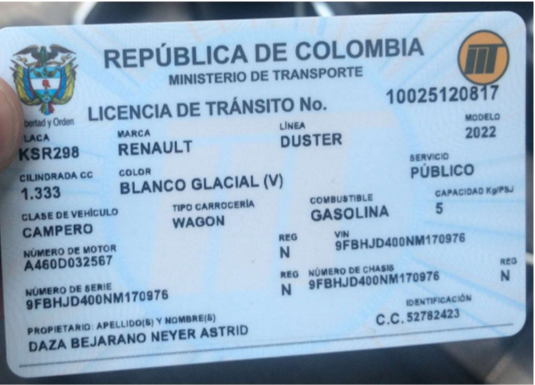 REPÚBLICA DE COLOMBIA
MINISTERIO DE TRANSPORTE
bertad y Orden
LICENCIA DE TRÁNSITO No. 10025120817
LACA MARCA LÍNEA MODELO
KSR298 RENAULT DUSTER 2022
CILINDRADA CC COLOR SERVICIO
1.333 BLANCO GLACIAL (V) PÚBLICO
CLASE DE VEHÍCULO TIPO CARROCERÍA COMBUSTIBLE CAPACIDAD Kg/PSJ
CAMPERO WAGON GASOLINA 5
NÚMERO DE MOTOR REG VIN
A460D032567 N 9FBHJD400NM170976
NÚMERO DE SERIE REG NÚMERO DE CHASIS REG
9FBHJD400NM170976 N 9FBHJD400NM170976 N
PROPIETARIO: APELLIDO(S) Y NOMBRE(S) IDENTIFICACIÓN
DAZA BEJARANO NEYER ASTRID C.C. 52782423